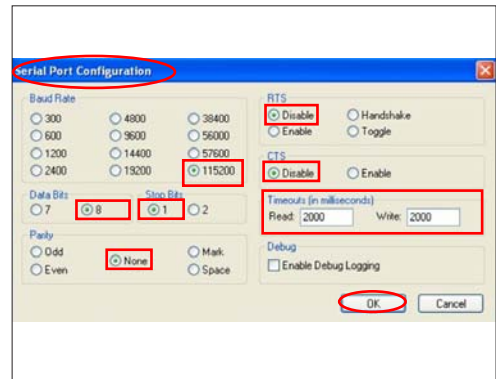 Serial Port Configuration
Baud Rate
300 4800 38400
600 9600 56000
1200 14400 57600
2400 19200 115200
Data Bits Stop Bits
7 8 1 2
Parity
Odd None Mark
Even Space
RTS
Disable Handshake
Enable Toggle
CTS
Disable Enable
Timeouts (in milliseconds)
Read: 2000 Write: 2000
Debug
Enable Debug Logging
OK Cancel